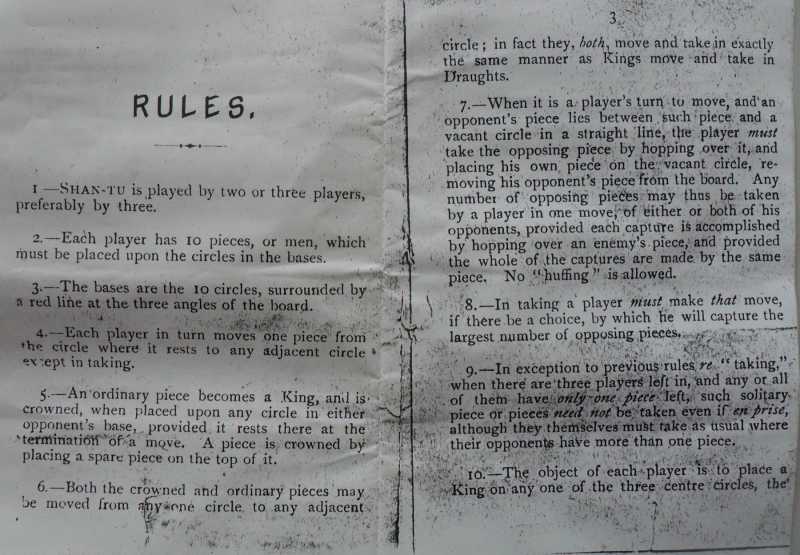 RULES.
1—SHAN-TU is played by two or three players,
preferably by three.
2.—Each player has 10 pieces, or men, which
must be placed upon the circles in the bases.
3.—The bases are the 10 circles, surrounded by
a red line at the three angles of the board.
4.—Each player in turn moves one piece from
the circle where it rests to any adjacent circle
except in taking.
5.—An ordinary piece becomes a King, and is
crowned, when placed upon any circle in either
opponent's base, provided it rests there at the
termination of a move. A piece is crowned by
placing a spare piece on the top of it.
6.—Both the crowned and ordinary pieces may
be moved from any one circle to any adjacent
3
circle; in fact they, both, move and take in exactly
the same manner as Kings move and take in
Draughts.
7.—When it is a player's turn to move, and an
opponent's piece lies between such piece and a
vacant circle in a straight line, the player must
take the opposing piece by hopping over it, and
placing his own piece on the vacant circle, re-
moving his opponent's piece from the board. Any
number of opposing pieces may thus be taken
by a player in one move, of either or both of his
opponents, provided each capture is accomplished
by hopping over an enemy's piece, and provided
the whole of the captures are made by the same
piece. No "huffing" is allowed.
8.—In taking a player must make that move,
if there be a choice, by which he will capture the
largest number of opposing pieces.
9.—In exception to previous rules re "taking,"
when there are three players left in, and any or all
of them have only one piece left, such solitary
piece or pieces need not be taken even if en prise,
although they themselves must take as usual where
their opponents have more than one piece.
10.—The object of each player is to place a
King on any one of the three centre circles, the